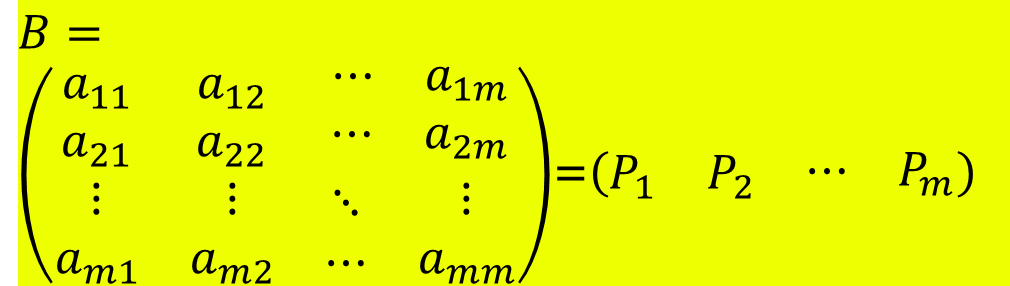 B =
a₁₁ a₁₂ ⋯ a₁ₘ
a₂₁ a₂₂ ⋯ a₂ₘ
⋮ ⋮ ⋱ ⋮ =(P₁ P₂ ⋯ Pₘ)
aₘ₁ aₘ₂ ⋯ aₘₘ